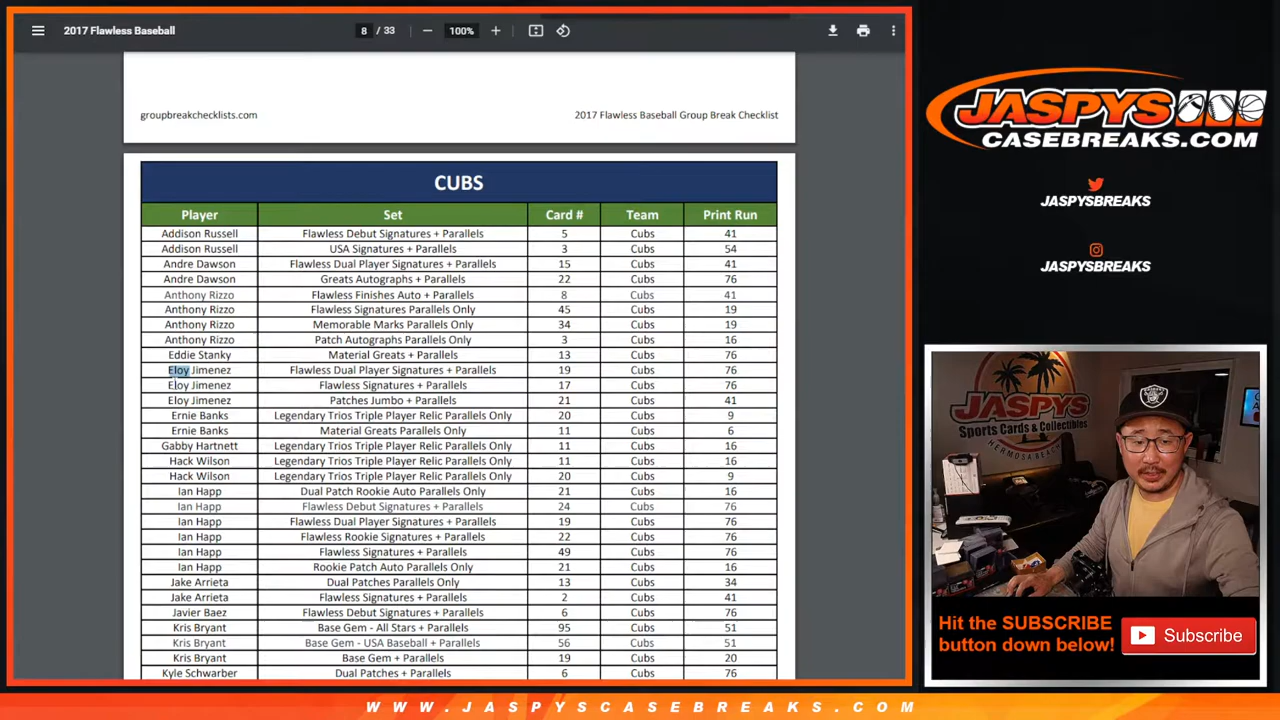 2017 Flawless Baseball
8 / 33
100%
groupbreakchecklists.com 2017 Flawless Baseball Group Break Checklist
CUBS
Player Set Card # Team Print Run
Addison Russell Flawless Debut Signatures + Parallels 5 Cubs 41
Addison Russell USA Signatures + Parallels 3 Cubs 54
Andre Dawson Flawless Dual Player Signatures + Parallels 15 Cubs 41
Andre Dawson Greats Autographs + Parallels 22 Cubs 76
Anthony Rizzo Flawless Finishes Auto + Parallels 8 Cubs 41
Anthony Rizzo Flawless Signatures Parallels Only 45 Cubs 19
Anthony Rizzo Memorable Marks Parallels Only 34 Cubs 19
Anthony Rizzo Patch Autographs Parallels Only 3 Cubs 16
Eddie Stanky Material Greats + Parallels 13 Cubs 76
Eloy Jimenez Flawless Dual Player Signatures + Parallels 19 Cubs 76
Eloy Jimenez Flawless Signatures + Parallels 17 Cubs 76
Eloy Jimenez Patches Jumbo + Parallels 21 Cubs 41
Ernie Banks Legendary Trios Triple Player Relic Parallels Only 20 Cubs 9
Ernie Banks Material Greats Parallels Only 11 Cubs 6
Gabby Hartnett Legendary Trios Triple Player Relic Parallels Only 11 Cubs 16
Hack Wilson Legendary Trios Triple Player Relic Parallels Only 11 Cubs 16
Hack Wilson Legendary Trios Triple Player Relic Parallels Only 20 Cubs 9
Ian Happ Dual Patch Rookie Auto Parallels Only 21 Cubs 16
Ian Happ Flawless Debut Signatures + Parallels 24 Cubs 76
Ian Happ Flawless Dual Player Signatures + Parallels 19 Cubs 76
Ian Happ Flawless Rookie Signatures + Parallels 22 Cubs 76
Ian Happ Flawless Signatures + Parallels 49 Cubs 76
Ian Happ Rookie Patch Auto Parallels Only 21 Cubs 16
Jake Arrieta Dual Patches Parallels Only 13 Cubs 34
Jake Arrieta Flawless Signatures + Parallels 2 Cubs 41
Javier Baez Flawless Debut Signatures + Parallels 6 Cubs 76
Kris Bryant Base Gem - All Stars + Parallels 95 Cubs 51
Kris Bryant Base Gem - USA Baseball + Parallels 56 Cubs 51
Kris Bryant Base Gem + Parallels 19 Cubs 20
Kyle Schwarber Dual Patches + Parallels 6 Cubs 76
JASPYS
CASEBREAKS.COM
JASPYSBREAKS
JASPYSBREAKS
JASPYS
Sports Cards & Collectibles
HERMOSA BEACH
RAIDERS
Hit the SUBSCRIBE
button down below!
Subscribe
WWW.JASPYSCASEBREAKS.COM